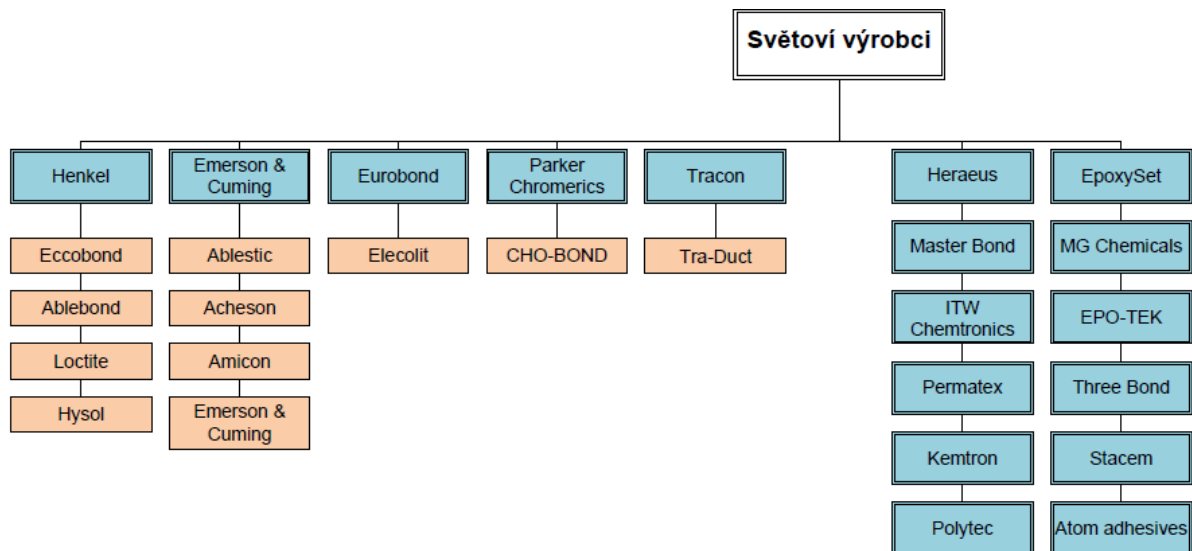 Světoví výrobci
Henkel
Emerson &
Cuming
Eurobond
Parker
Chromerics
Tracon
Heraeus
EpoxySet
Eccobond
Ablestic
Elecolit
CHO-BOND
Tra-Duct
Master Bond
MG Chemicals
Ablebond
Acheson
ITW
Chemtronics
EPO-TEK
Loctite
Amicon
Permatex
Three Bond
Hysol
Emerson &
Cuming
Kemtron
Stacem
Polytec
Atom adhesives